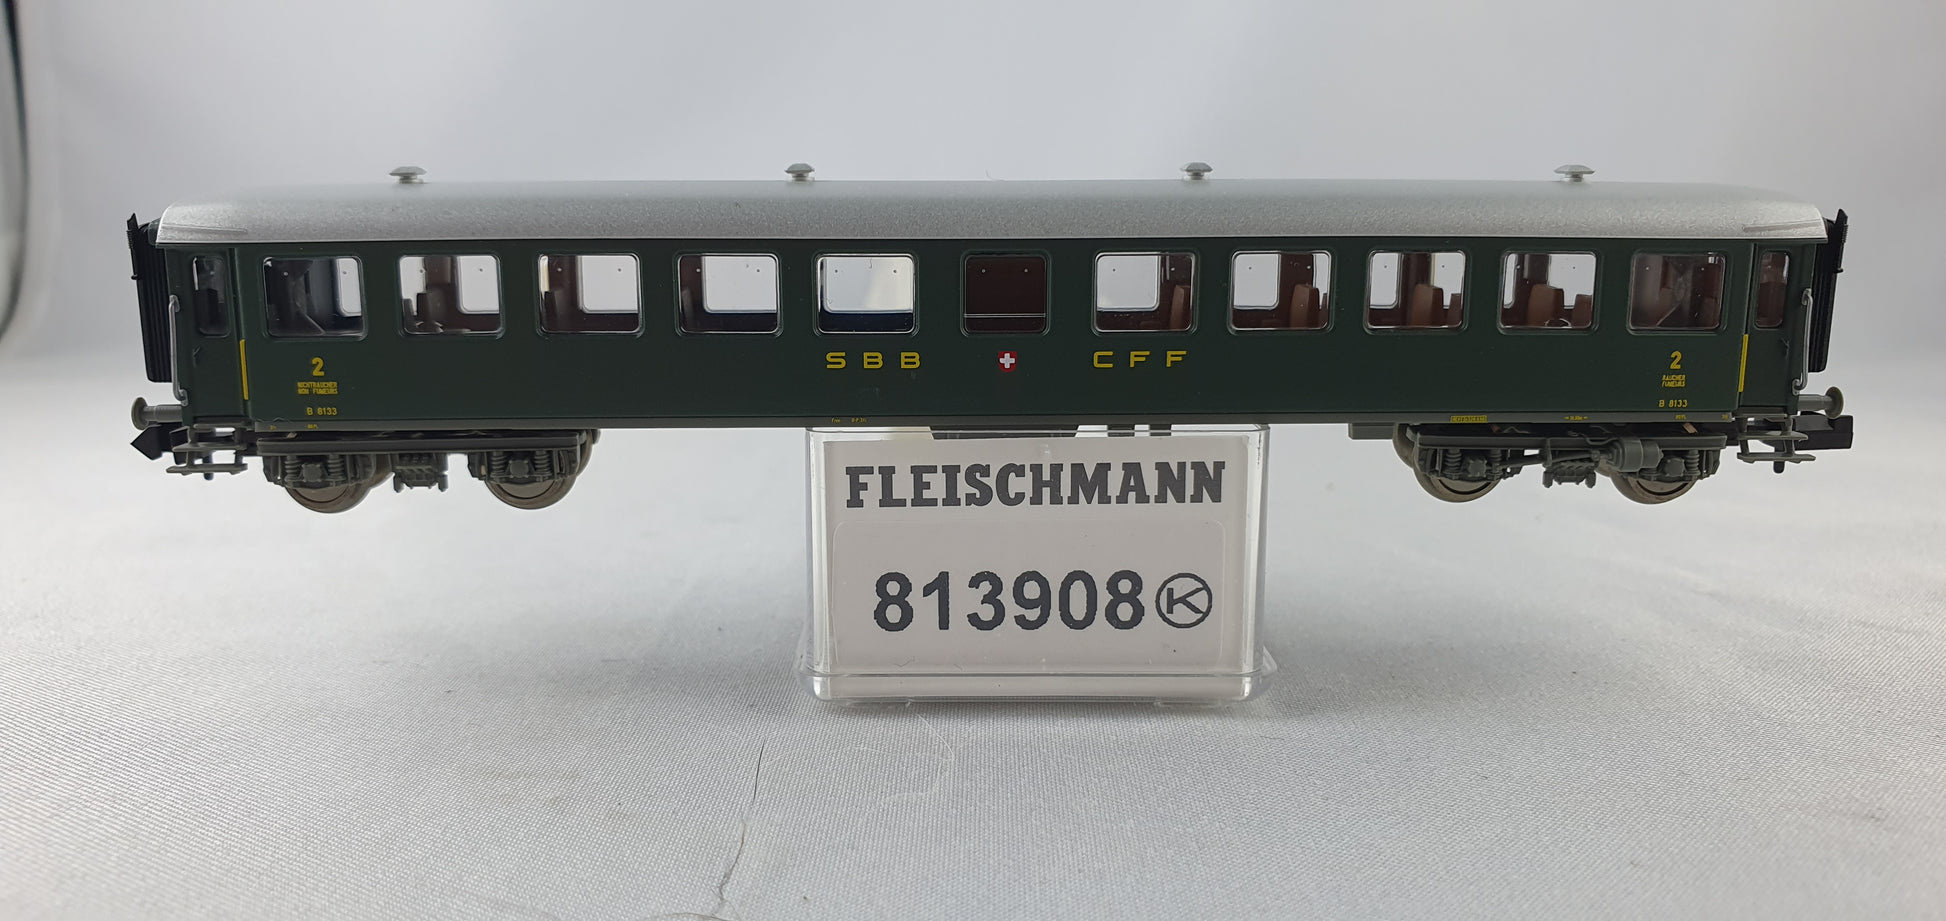 SBB CFF
2
NICHTRAUCHER
NON FUMEURS
B 8133
2
RAUCHER
FUMEURS
B 8133
FLEISCHMANN
813908 K